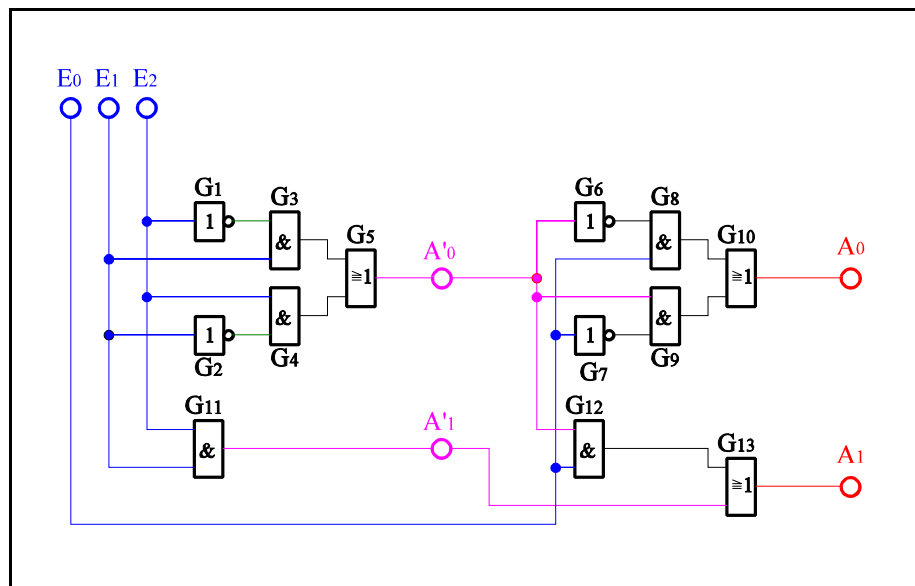 E0 E1 E2
G1 G3 G6 G8
1 & G5 1 & G10
A'0 A0
≧1 ≧1
1 & 1 &
G2 G4 G7 G9
G11 A'1 G12
& & G13 A1
≧1